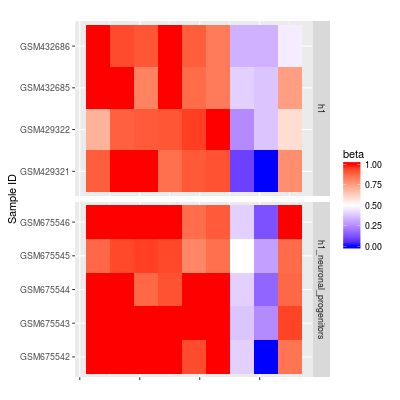 GSM432686
GSM432685
GSM429322
GSM429321
h1
GSM675546
GSM675545
GSM675544
GSM675543
GSM675542
h1_neuronal_progenitors
Sample ID
beta
1.00
0.75
0.50
0.25
0.00